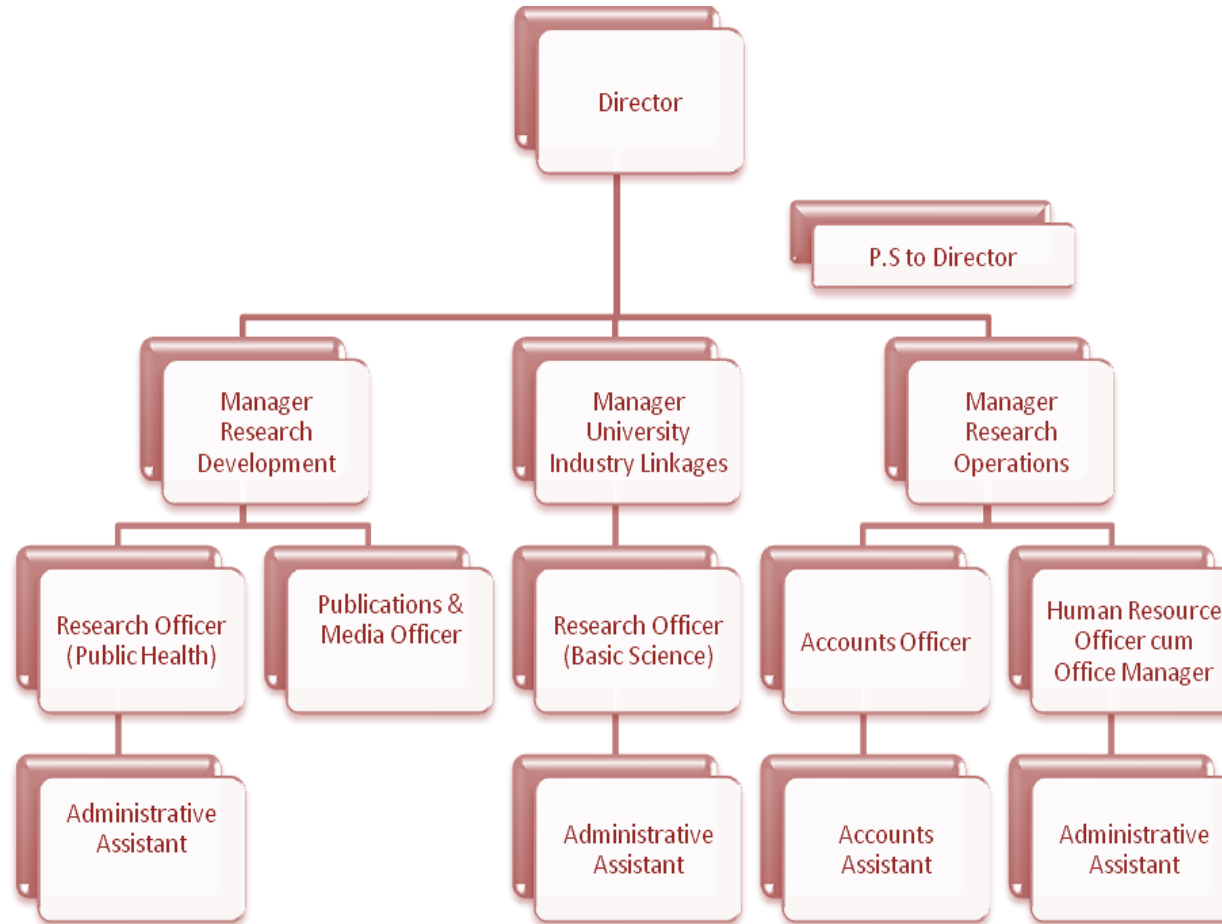 Director
P.S to Director
Manager
Research
Development
Manager
University
Industry Linkages
Manager
Research
Operations
Research Officer
(Public Health)
Publications &
Media Officer
Research Officer
(Basic Science)
Accounts Officer
Human Resource
Officer cum
Office Manager
Administrative
Assistant
Administrative
Assistant
Accounts
Assistant
Administrative
Assistant